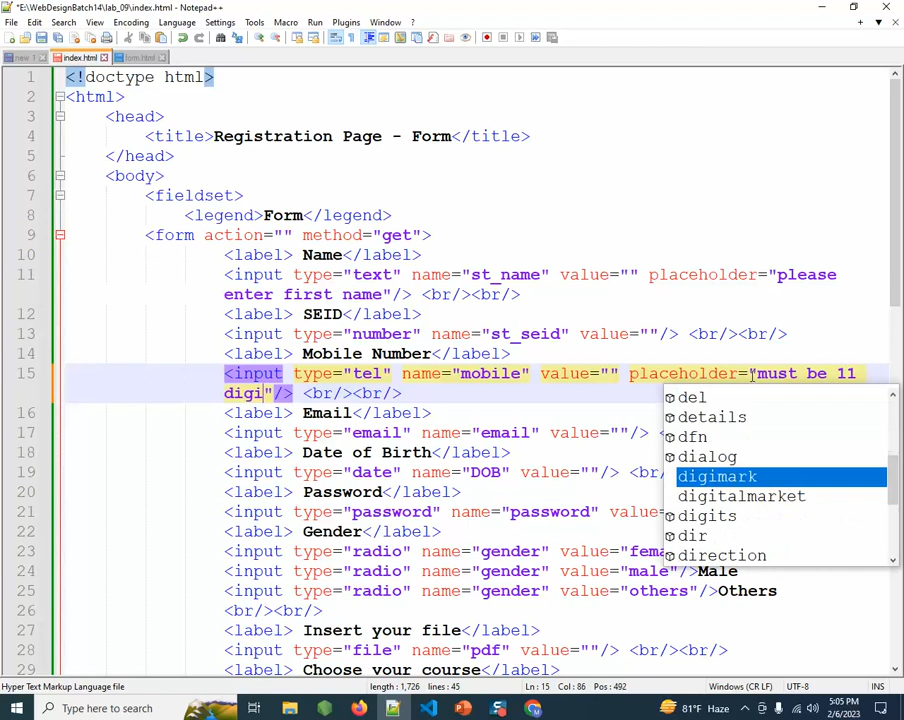 *E:\WebDesignBatch14\lab_09\index.html - Notepad++
File Edit Search View Encoding Language Settings Tools Macro Run Plugins Window ?
new 1 index.html form.html
1 <!doctype html>
2 <html>
3 <head>
4 <title>Registration Page - Form</title>
5 </head>
6 <body>
7 <fieldset>
8 <legend>Form</legend>
9 <form action="" method="get">
10 <label> Name</label>
11 <input type="text" name="st_name" value="" placeholder="please
enter first name"/> <br/><br/>
12 <label> SEID</label>
13 <input type="number" name="st_seid" value=""/> <br/><br/>
14 <label> Mobile Number</label>
15 <input type="tel" name="mobile" value="" placeholder="must be 11
digi"/> <br/><br/>
del
16 <label> Email</label>
details
17 <input type="email" name="email" value=""/> <
dfn
18 <label> Date of Birth</label>
dialog
19 <input type="date" name="DOB" value=""/> <br/
digimark
20 <label> Password</label>
digitalmarket
21 <input type="password" name="password" value=
digits
22 <label> Gender</label>
dir
23 <input type="radio" name="gender" value="fema
direction
24 <input type="radio" name="gender" value="male"/>Male
25 <input type="radio" name="gender" value="others"/>Others
26 <br/><br/>
27 <label> Insert your file</label>
28 <input type="file" name="pdf" value=""/> <br/><br/>
29 <label> Choose your course</label>
Hyper Text Markup Language file length : 1,726 lines : 45 Ln : 15 Col : 86 Pos : 492 Windows (CR LF) UTF-8 INS
Type here to search 81°F Haze 5:05 PM
2/6/2023